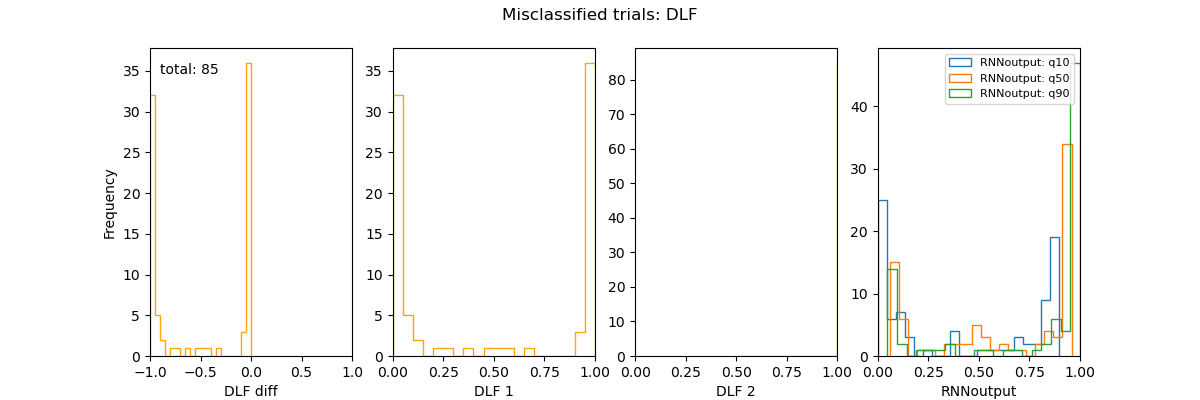 Misclassified trials: DLF
total: 85
Frequency
35
30
25
20
15
10
5
0
−1.0 −0.5 0.0 0.5 1.0
DLF diff
35
30
25
20
15
10
5
0
0.00 0.25 0.50 0.75 1.00
DLF 1
80
70
60
50
40
30
20
10
0
0.00 0.25 0.50 0.75 1.00
DLF 2
RNNoutput: q10
RNNoutput: q50
RNNoutput: q90
40
30
20
10
0
0.00 0.25 0.50 0.75 1.00
RNNoutput